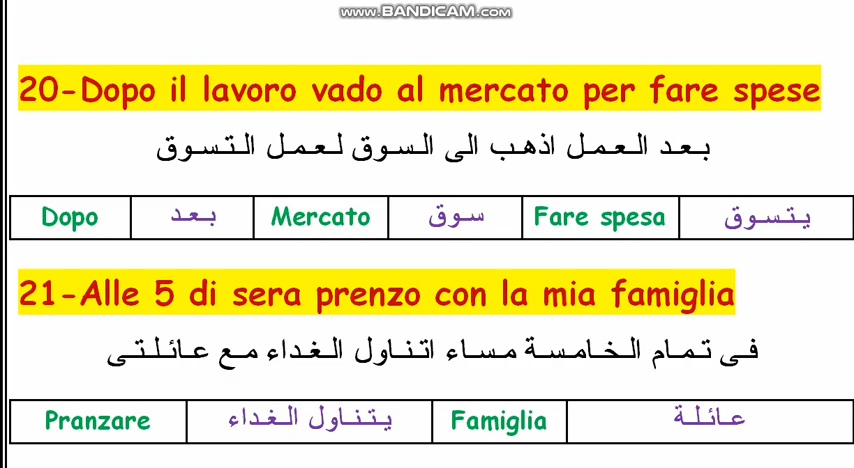 www.BANDICAM.com
20-Dopo il lavoro vado al mercato per fare spese
بعد العمل اذهب الى السوق لعمل التسوق
Dopo بعد Mercato سوق Fare spesa يتسوق
21-Alle 5 di sera prenzo con la mia famiglia
فى تمام الخامسة مساء اتناول الغداء مع عائلتى
Pranzare يتناول الغداء Famiglia عائلة